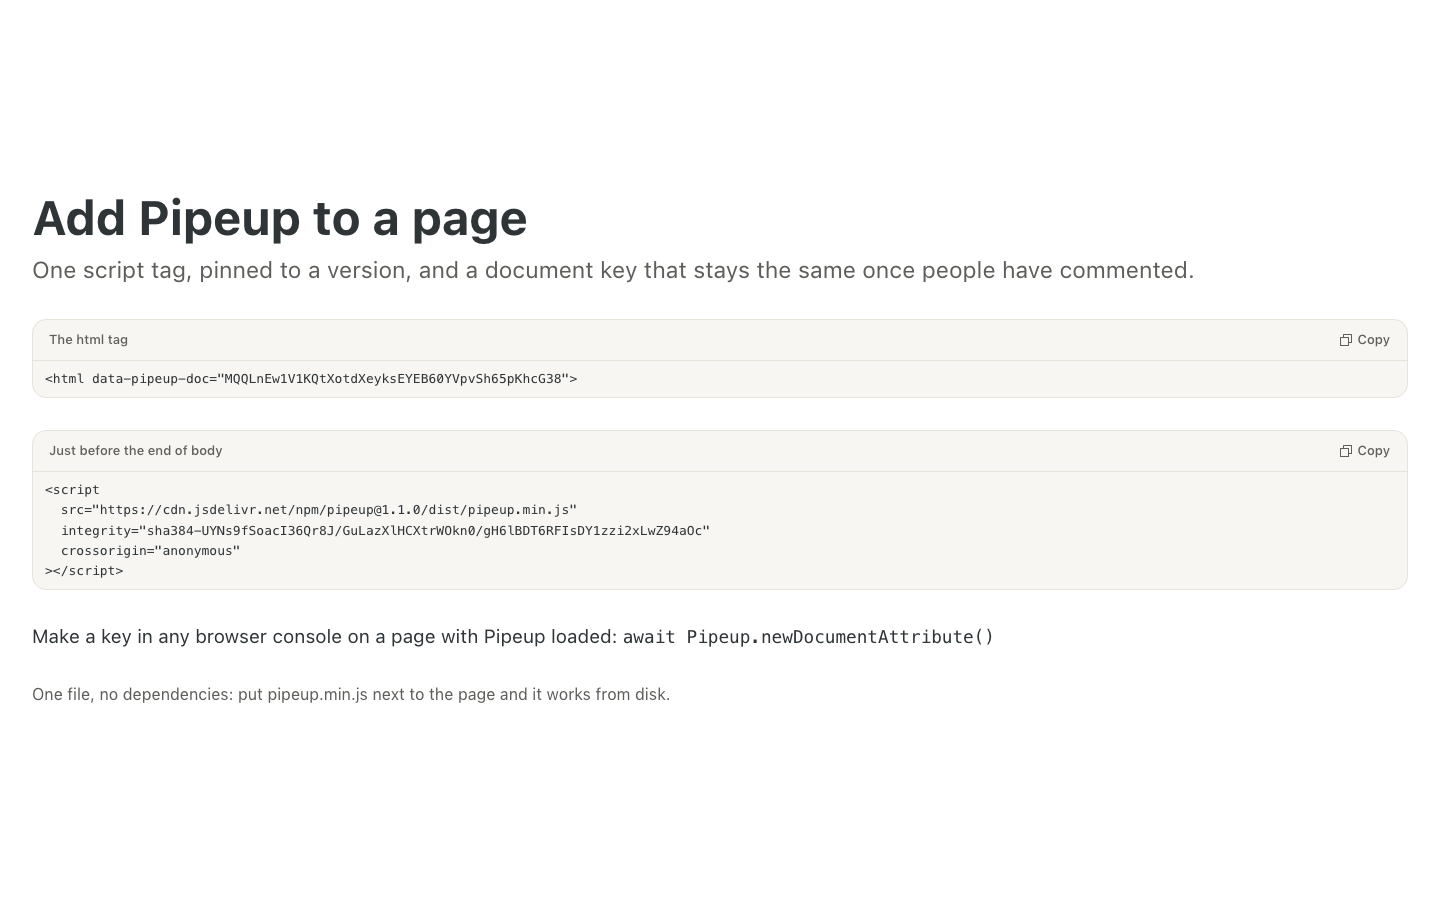 Add Pipeup to a page
One script tag, pinned to a version, and a document key that stays the same once people have commented.
The html tag
Copy
<html data-pipeup-doc="MQQLnEw1V1KQtXotdXeyksEYEB60YVpvSh65pKhcG38">
Just before the end of body
Copy
<script
  src="https://cdn.jsdelivr.net/npm/pipeup@1.1.0/dist/pipeup.min.js"
  integrity="sha384-UYNs9fSoacI36Qr8J/GuLazXlHCXtrWOkn0/gH6lBDT6RFIsDY1zzi2xLwZ94aOc"
  crossorigin="anonymous"
></script>
Make a key in any browser console on a page with Pipeup loaded: await Pipeup.newDocumentAttribute()
One file, no dependencies: put pipeup.min.js next to the page and it works from disk.